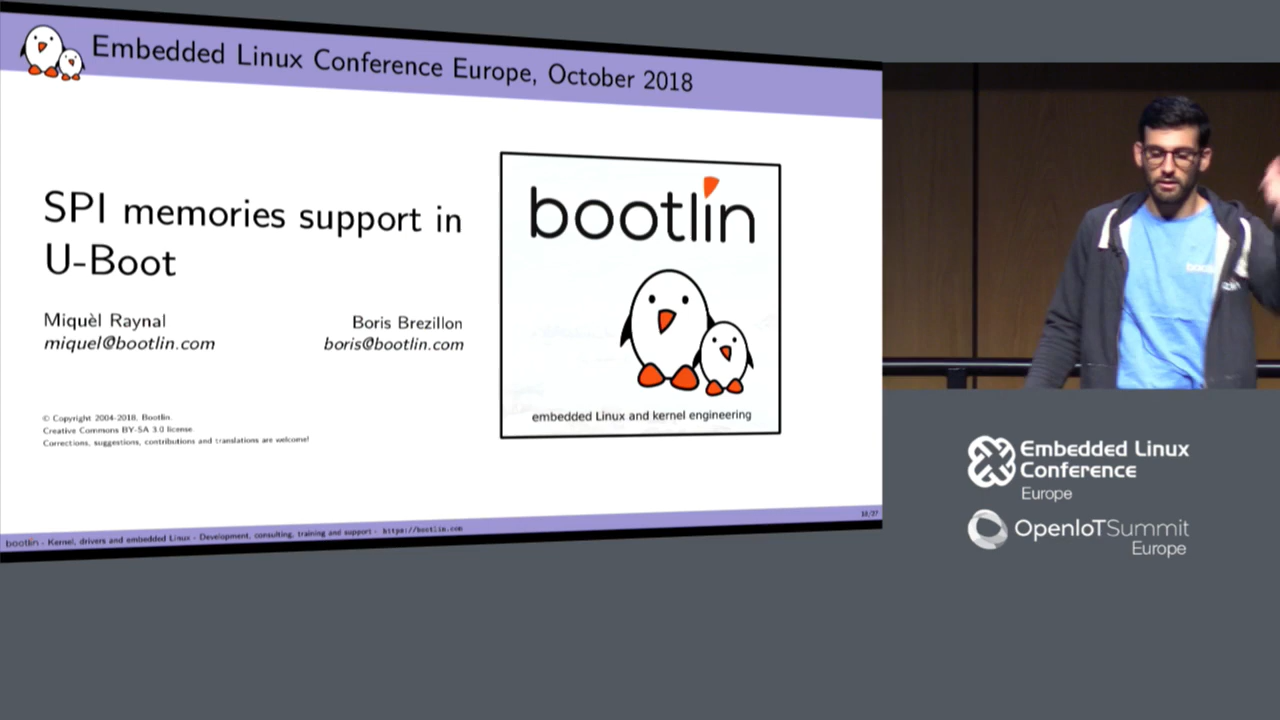 Embedded Linux Conference Europe, October 2018
SPI memories support in
U-Boot
Miquèl Raynal
miquel@bootlin.com
Boris Brezillon
boris@bootlin.com
© Copyright 2004-2018, Bootlin.
Creative Commons BY-SA 3.0 license.
Corrections, suggestions, contributions and translations are welcome!
bootlin
embedded Linux and kernel engineering
bootlin - Kernel, drivers and embedded Linux - Development, consulting, training and support - https://bootlin.com
Embedded Linux
Conference
Europe
OpenIoTSummit
Europe